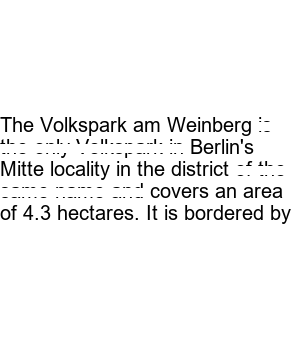 The Volkspark am Weinberg is
the only Volkspark in Berlin's
Mitte locality in the district of the
same name and covers an area
of 4.3 hectares. It is bordered by